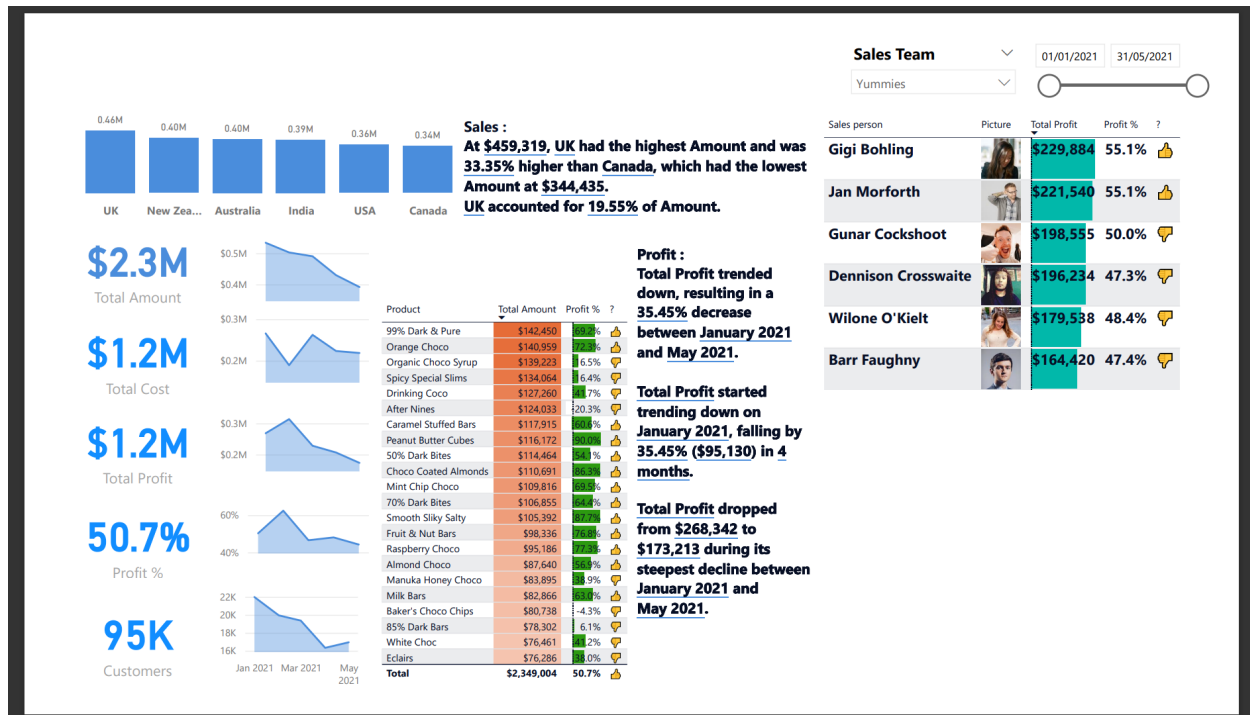 Sales Team
Yummies
01/01/2021 31/05/2021
0.46M 0.40M 0.40M 0.39M 0.36M 0.34M
UK New Zea... Australia India USA Canada
Sales :
At $459,319, UK had the highest Amount and was
33.35% higher than Canada, which had the lowest
Amount at $344,435.
UK accounted for 19.55% of Amount.
Sales person Picture Total Profit Profit % ?
Gigi Bohling $229,884 55.1%
Jan Morforth $221,540 55.1%
Gunar Cockshoot $198,555 50.0%
Dennison Crosswaite $196,234 47.3%
Wilone O'Kielt $179,538 48.4%
Barr Faughny $164,420 47.4%
$2.3M
Total Amount
$0.5M
$0.4M
$1.2M
Total Cost
$0.3M
$0.2M
$1.2M
Total Profit
$0.3M
$0.2M
50.7%
Profit %
60%
40%
95K
Customers
22K
20K
18K
16K
Jan 2021 Mar 2021 May
2021
Product Total Amount Profit % ?
99% Dark & Pure $142,450 69.2%
Orange Choco $140,959 72.3%
Organic Choco Syrup $139,223 16.5%
Spicy Special Slims $134,064 16.4%
Drinking Coco $127,260 41.7%
After Nines $124,033 -20.3%
Caramel Stuffed Bars $117,915 60.6%
Peanut Butter Cubes $116,172 90.0%
50% Dark Bites $114,464 54.1%
Choco Coated Almonds $110,691 86.3%
Mint Chip Choco $109,816 69.5%
70% Dark Bites $106,855 64.4%
Smooth Sliky Salty $105,392 87.7%
Fruit & Nut Bars $98,336 76.8%
Raspberry Choco $95,186 77.3%
Almond Choco $87,640 56.9%
Manuka Honey Choco $83,895 38.9%
Milk Bars $82,866 63.0%
Baker's Choco Chips $80,738 -4.3%
85% Dark Bars $78,302 6.1%
White Choc $76,461 41.2%
Eclairs $76,286 38.0%
Total $2,349,004 50.7%
Profit :
Total Profit trended
down, resulting in a
35.45% decrease
between January 2021
and May 2021.
Total Profit started
trending down on
January 2021, falling by
35.45% ($95,130) in 4
months.
Total Profit dropped
from $268,342 to
$173,213 during its
steepest decline between
January 2021 and
May 2021.